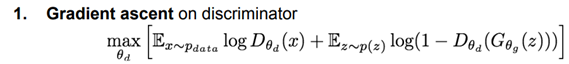 1. Gradient ascent on discriminator
max_{θ_d} [𝔼_{x∼p_{data}} log D_{θ_d}(x) + 𝔼_{z∼p(z)} log(1 − D_{θ_d}(G_{θ_g}(z)))]